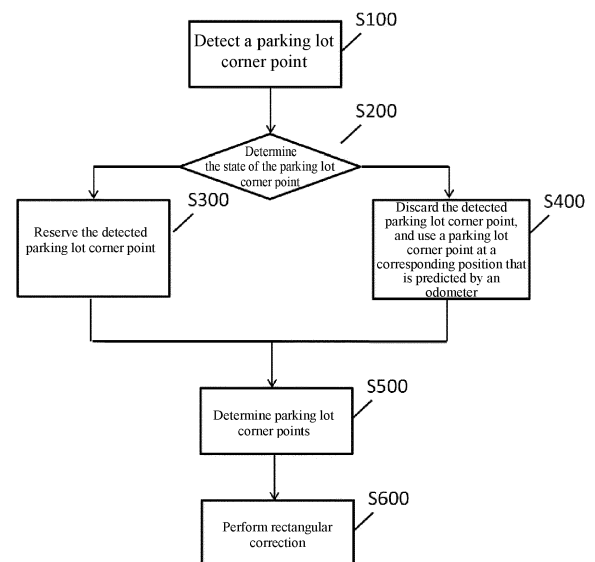 S100
Detect a parking lot
corner point
S200
Determine
the state of the parking lot
corner point
S300
Reserve the detected
parking lot corner point
S400
Discard the detected
parking lot corner point,
and use a parking lot
corner point at a
corresponding position that
is predicted by an
odometer
S500
Determine parking lot
corner points
S600
Perform rectangular
correction